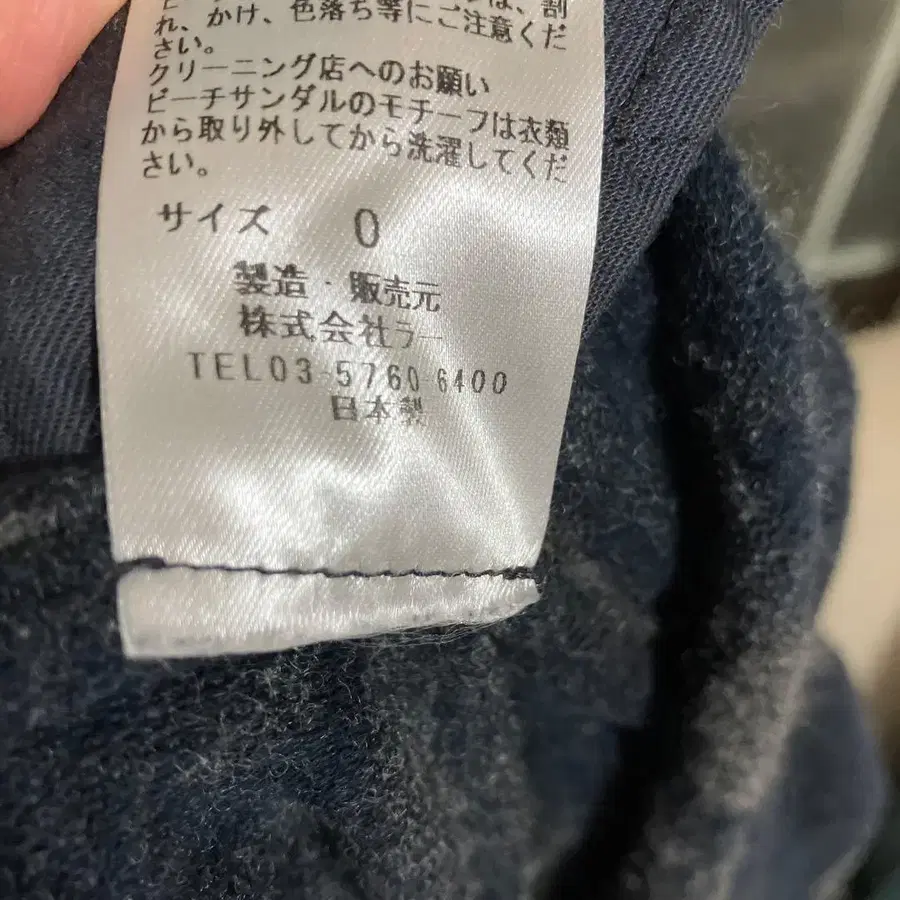 は、割
れ、かけ、色落ち等にご注意くだ
さい。
クリーニング店へのお願い
ビーチサンダルのモチーフは衣類
から取り外してから洗濯してくだ
さい。
サイズ 0
製造・販売元
株式会社ラー
TEL03-5760-6400
日本製